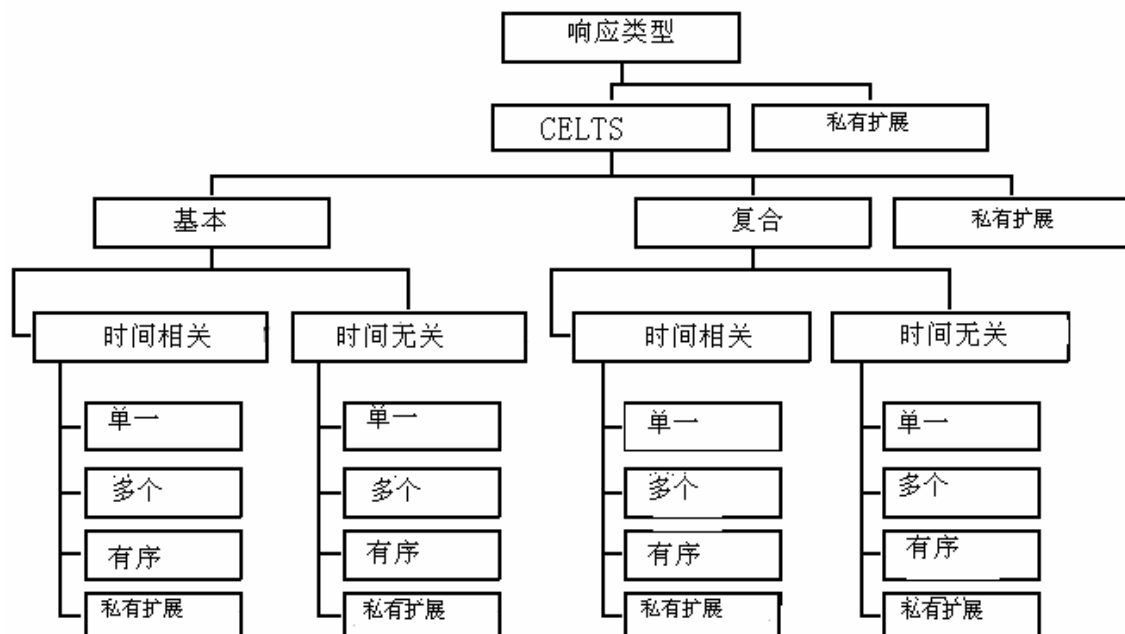 响应类型
CELTS 私有扩展
基本 复合 私有扩展
时间相关 时间无关 时间相关 时间无关
单一 单一 单一 单一
多个 多个 多个 多个
有序 有序 有序 有序
私有扩展 私有扩展 私有扩展 私有扩展